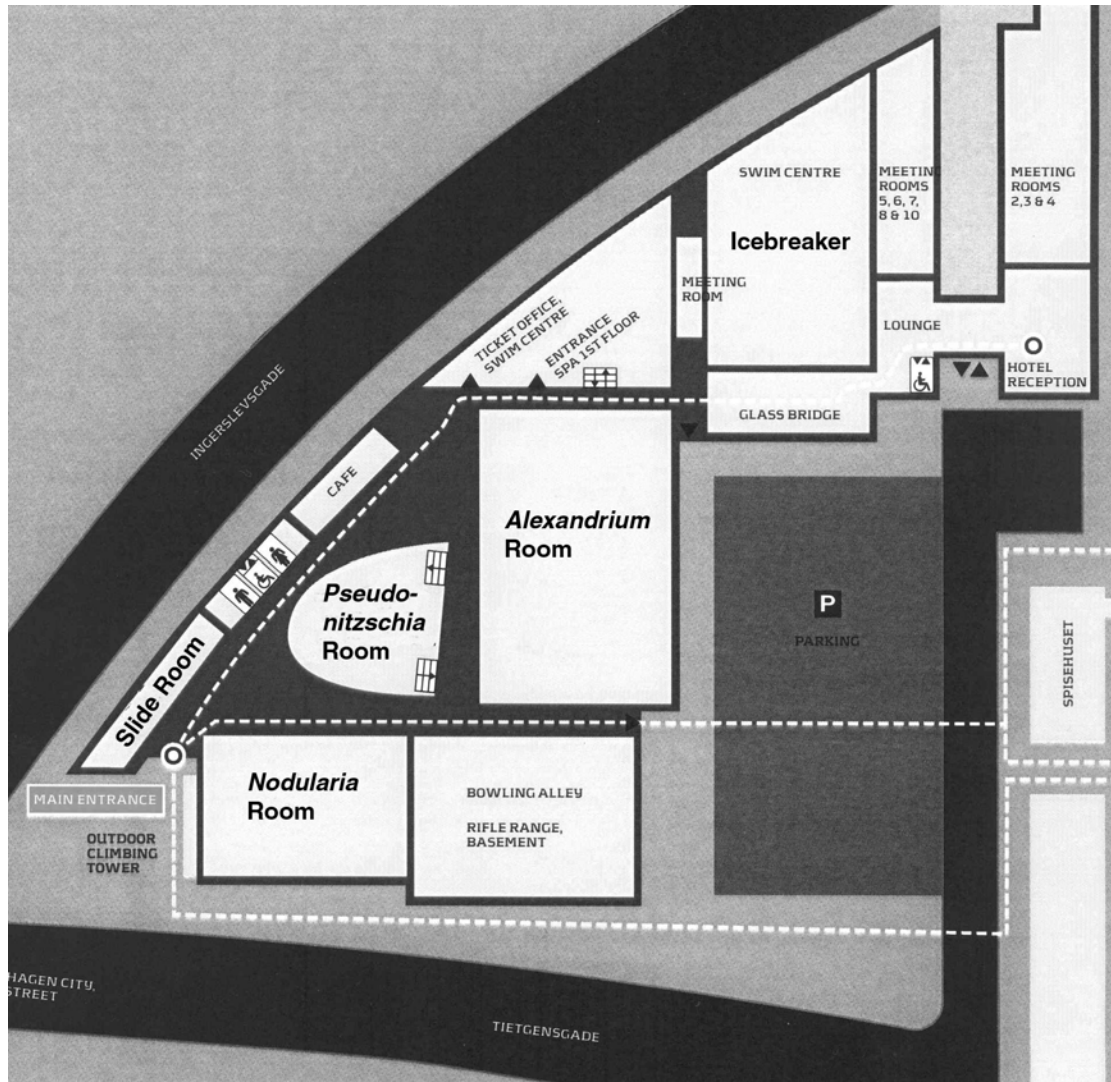 SWIM CENTRE
Icebreaker
MEETING
ROOMS
5, 6, 7,
8 & 10
MEETING
ROOMS
2,3 & 4
MEETING
ROOM
TICKET OFFICE,
SWIM CENTRE
ENTRANCE
SPA 1ST FLOOR
LOUNGE
HOTEL
RECEPTION
GLASS BRIDGE
INGERSLEVSGADE
CAFE
Alexandrium
Room
Pseudo-
nitzschia
Room
P
PARKING
SPISEHUSET
Slide Room
MAIN ENTRANCE
OUTDOOR
CLIMBING
TOWER
Nodularia
Room
BOWLING ALLEY
RIFLE RANGE,
BASEMENT
HAGEN CITY,
STREET
TIETGENSGADE